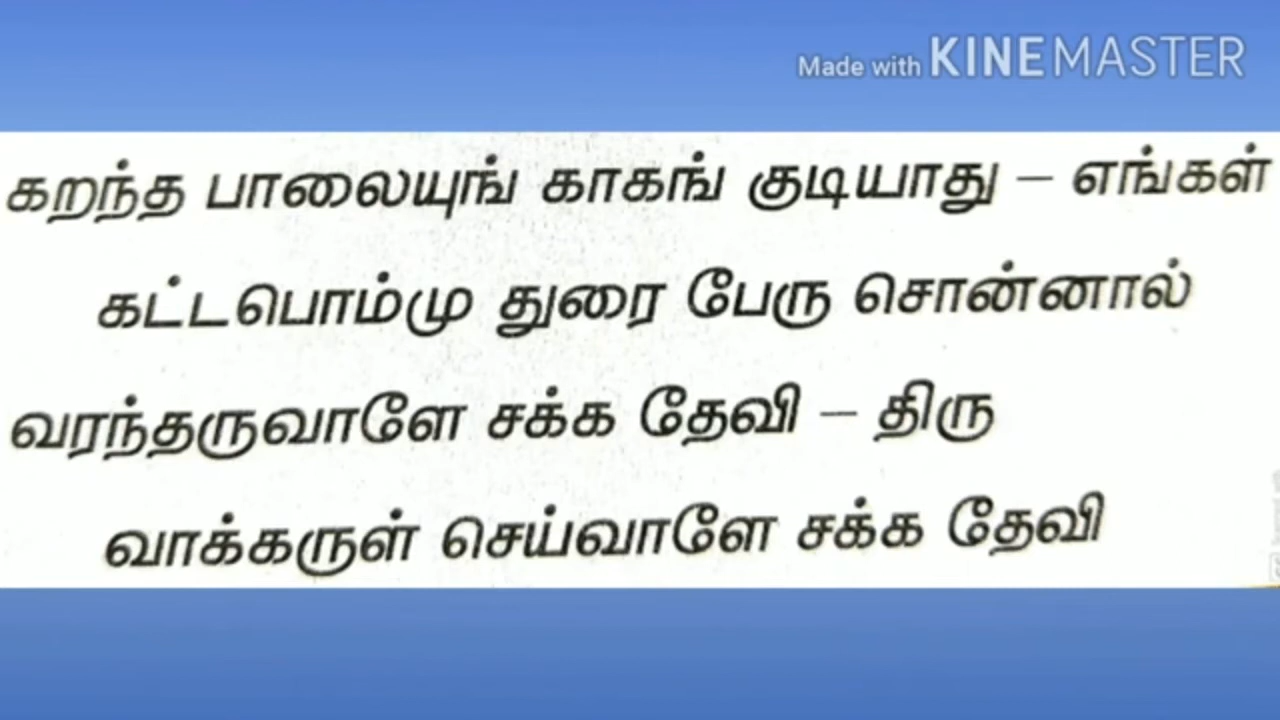 Made with KINEMASTER
கறந்த பாலையுங் காகங் குடியாது – எங்கள்
கட்டபொம்மு துரை பேரு சொன்னால்
வரந்தருவாளே சக்க தேவி – திரு
வாக்கருள் செய்வாளே சக்க தேவி